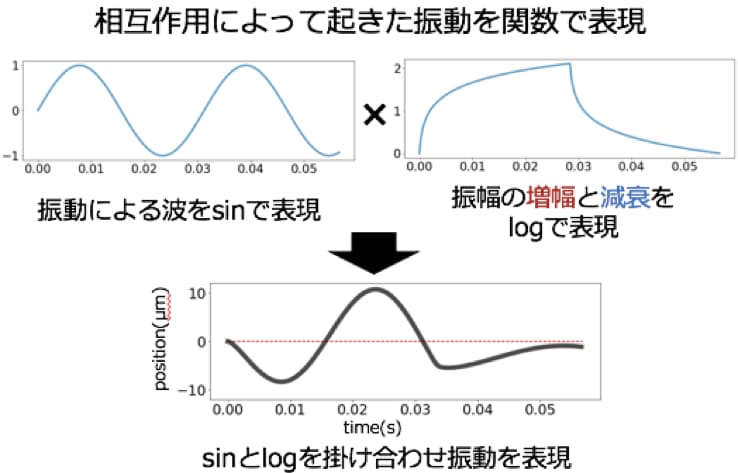 相互作用によって起きた振動を関数で表現
1
0
−1
0.00 0.01 0.02 0.03 0.04 0.05
×
2
1
0
0.00 0.01 0.02 0.03 0.04 0.05
振動による波をsinで表現
振幅の増幅と減衰を
logで表現
position(μm)
10
0
−10
0.00 0.01 0.02 0.03 0.04 0.05
time(s)
sinとlogを掛け合わせ振動を表現